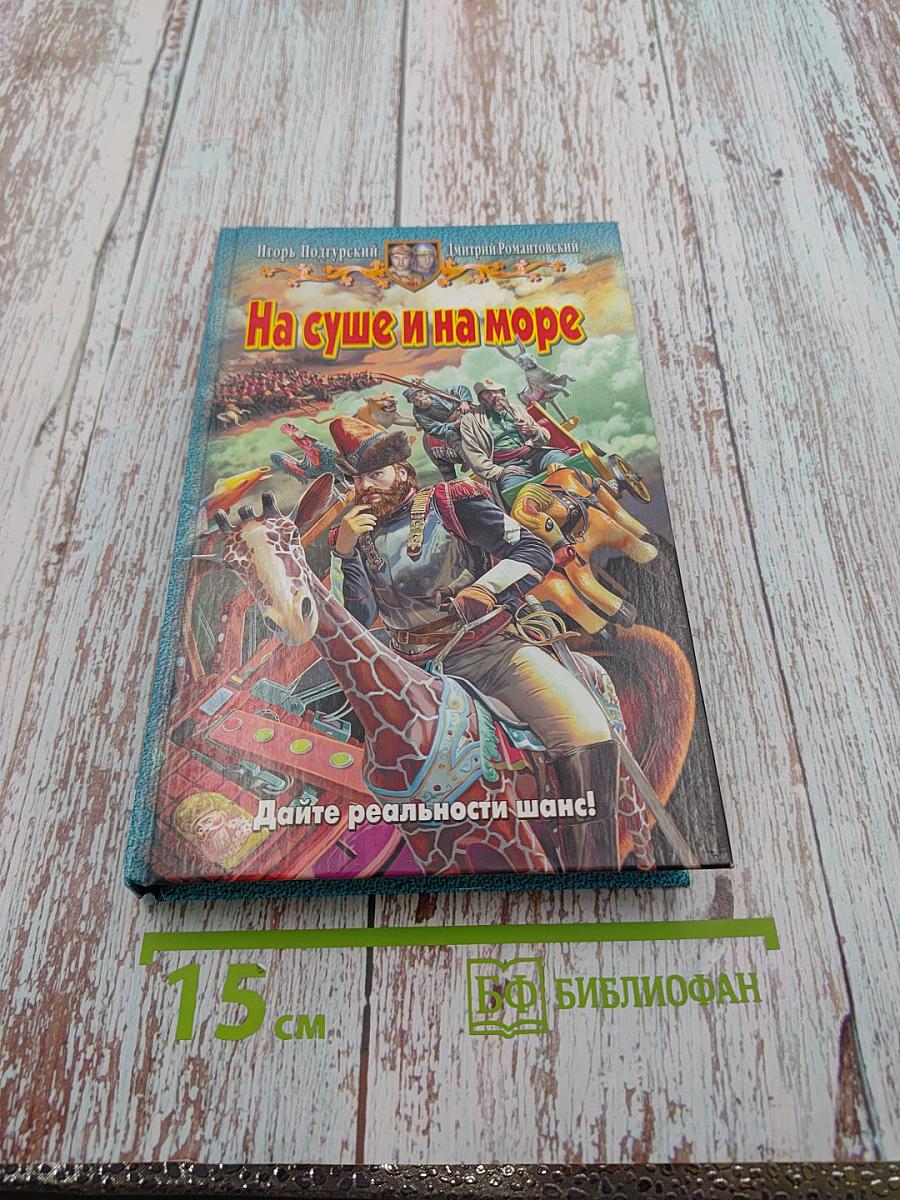 Игорь Подгурский Дмитрий Романтовский
На суше и на море
Дайте реальности шанс!
15 см
БФ БИБЛИОФАН